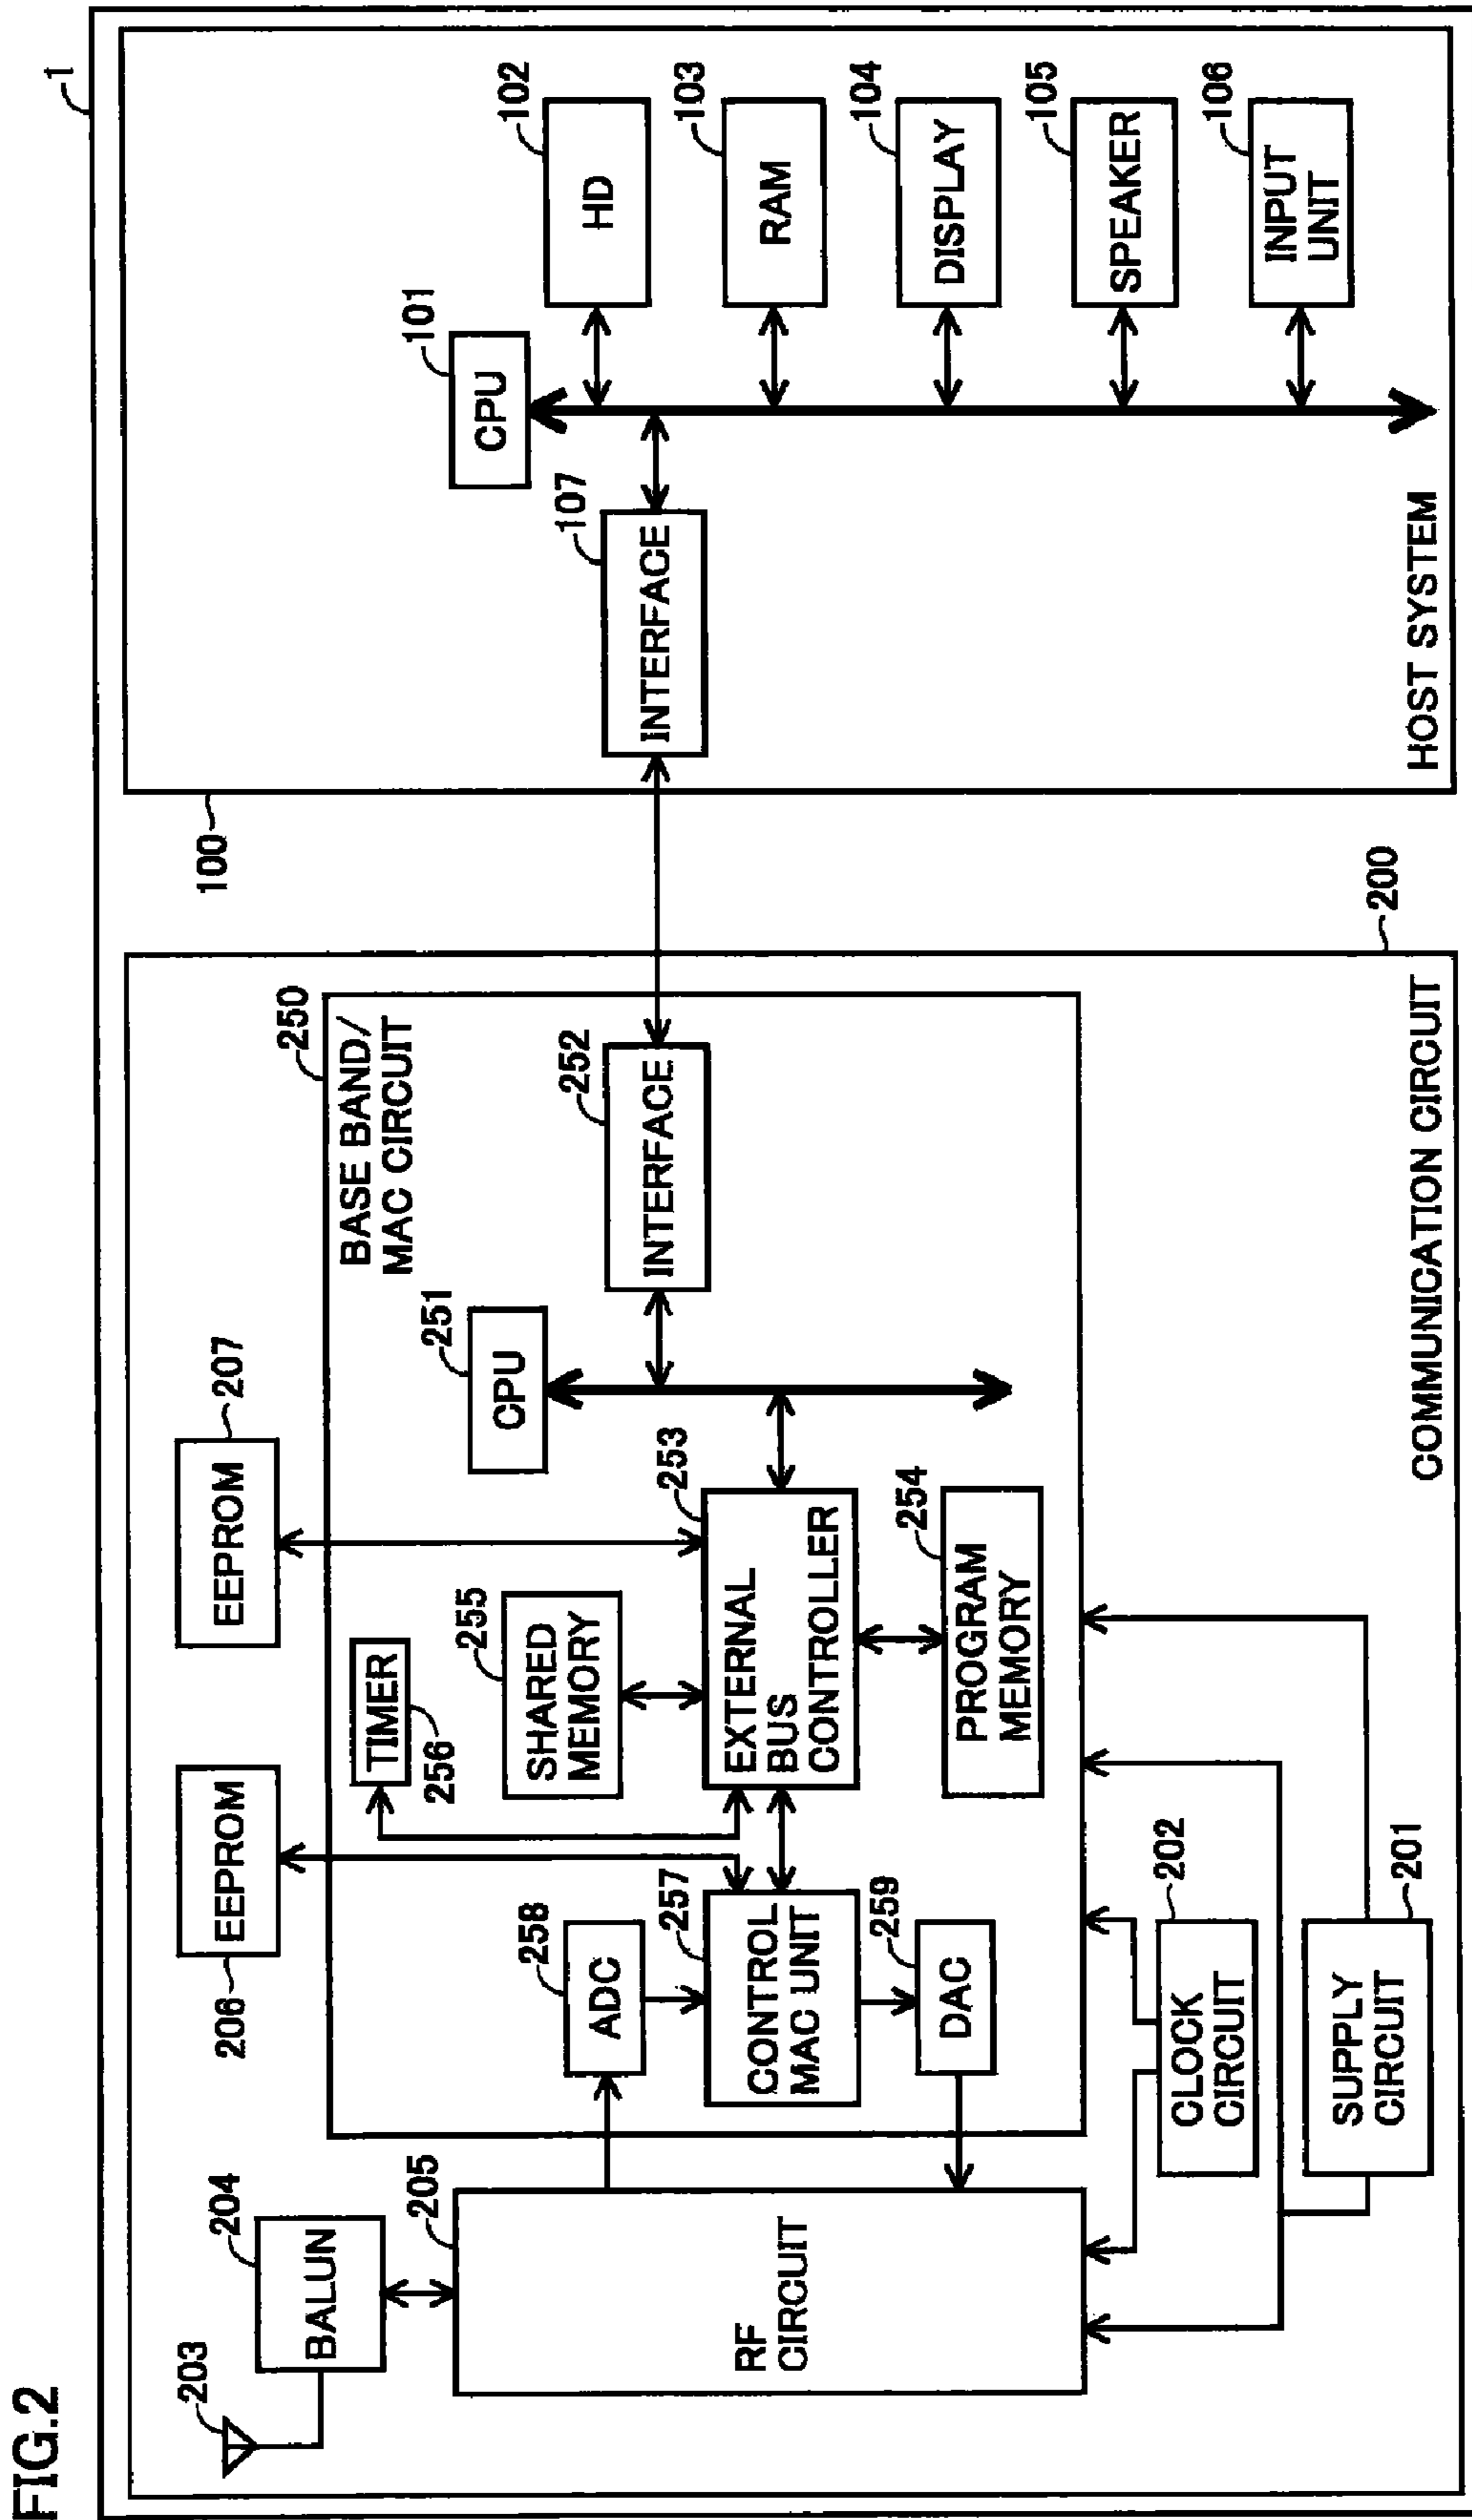 FIG.2
1
100
HOST SYSTEM
101
CPU
102
HD
103
RAM
104
DISPLAY
105
SPEAKER
106
INPUT
UNIT
107
INTERFACE
200
COMMUNICATION CIRCUIT
201
SUPPLY
CIRCUIT
202
CLOCK
CIRCUIT
203
204
BALUN
205
RF
CIRCUIT
206
EEPROM
207
EEPROM
250
BASE BAND/
MAC CIRCUIT
251
CPU
252
INTERFACE
253
EXTERNAL
BUS
CONTROLLER
254
PROGRAM
MEMORY
255
SHARED
MEMORY
256
TIMER
257
CONTROL
MAC UNIT
258
ADC
259
DAC